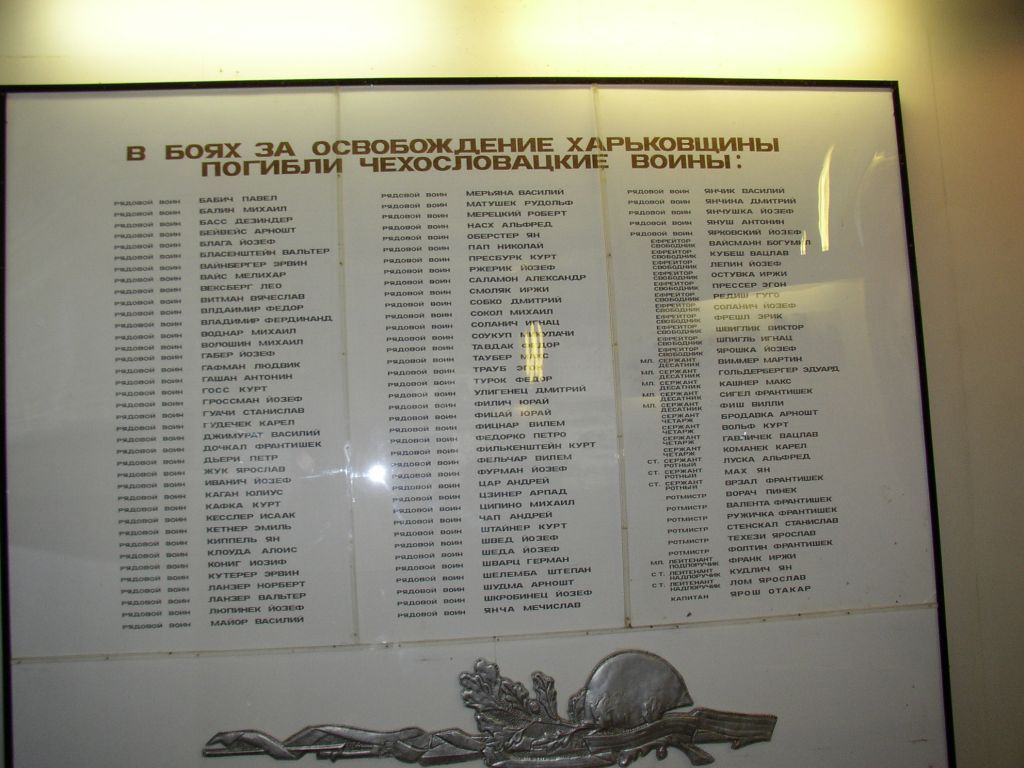 В БОЯХ ЗА ОСВОБОЖДЕНИЕ ХАРЬКОВЩИНЫ
ПОГИБЛИ ЧЕХОСЛОВАЦКИЕ ВОИНЫ:
РЯДОВОЙ ВОИН БАБИЧ ПАВЕЛ
РЯДОВОЙ ВОИН БАЛИН МИХАИЛ
РЯДОВОЙ ВОИН БАСС ДЕЗИНДЕР
РЯДОВОЙ ВОИН БЕЙВЕЙС АРНОШТ
РЯДОВОЙ ВОИН БЛАГА ЙОЗЕФ
РЯДОВОЙ ВОИН БЛАСЕНШТЕИН ВАЛЬТЕР
РЯДОВОЙ ВОИН ВАЙНБЕРГЕР ЭРВИН
РЯДОВОЙ ВОИН ВАЙС МЕЛИХАР
РЯДОВОЙ ВОИН ВЕКСБЕРГ ЛЕО
РЯДОВОЙ ВОИН ВИТМАН ВЯЧЕСЛАВ
РЯДОВОЙ ВОИН ВЛДАИМИР ФЕДОР
РЯДОВОЙ ВОИН ВЛАДИМИР ФЕРДИНАНД
РЯДОВОЙ ВОИН ВОДНАР МИХАИЛ
РЯДОВОЙ ВОИН ВОЛОШИН МИХАИЛ
РЯДОВОЙ ВОИН ГАБЕР ЙОЗЕФ
РЯДОВОЙ ВОИН ГАФМАН ЛЮДВИК
РЯДОВОЙ ВОИН ГАШАН АНТОНИН
РЯДОВОЙ ВОИН ГОСС КУРТ
РЯДОВОЙ ВОИН ГРОССМАН ЙОЗЕФ
РЯДОВОЙ ВОИН ГУАЧИ СТАНИСЛАВ
РЯДОВОЙ ВОИН ГУДЕЧЕК КАРЕЛ
РЯДОВОЙ ВОИН ДЖИМУРАТ ВАСИЛИЙ
РЯДОВОЙ ВОИН ДОЧКАЛ ФРАНТИШЕК
РЯДОВОЙ ВОИН ДЬЕРИ ПЕТР
РЯДОВОЙ ВОИН ЖУК ЯРОСЛАВ
РЯДОВОЙ ВОИН ИВАНИЧ ЙОЗЕФ
РЯДОВОЙ ВОИН КАГАН ЮЛИУС
РЯДОВОЙ ВОИН КАФКА КУРТ
РЯДОВОЙ ВОИН КЕССЛЕР ИСААК
РЯДОВОЙ ВОИН КЕТНЕР ЭМИЛЬ
РЯДОВОЙ ВОИН КИППЕЛЬ ЯН
РЯДОВОЙ ВОИН КЛОУДА АЛОИС
РЯДОВОЙ ВОИН КОНИГ ИОЗИФ
РЯДОВОЙ ВОИН КУТЕРЕР ЭРВИН
РЯДОВОЙ ВОИН ЛАНЗЕР НОРБЕРТ
РЯДОВОЙ ВОИН ЛАНЗЕР ВАЛЬТЕР
РЯДОВОЙ ВОИН ЛЮПИНЕК ЙОЗЕФ
РЯДОВОЙ ВОИН МАЙОР ВАСИЛИЙ
РЯДОВОЙ ВОИН МЕРЬЯНА ВАСИЛИЙ
РЯДОВОЙ ВОИН МАТУШЕК РУДОЛЬФ
РЯДОВОЙ ВОИН МЕРЕЦКИЙ РОБЕРТ
РЯДОВОЙ ВОИН НАСХ АЛЬФРЕД
РЯДОВОЙ ВОИН ОБЕРСТЕР ЯН
РЯДОВОЙ ВОИН ПАП НИКОЛАЙ
РЯДОВОЙ ВОИН ПРЕСБУРК КУРТ
РЯДОВОЙ ВОИН РЖЕРИК ЙОЗЕФ
РЯДОВОЙ ВОИН САЛАМОН АЛЕКСАНДР
РЯДОВОЙ ВОИН СМОЛЯК ИРЖИ
РЯДОВОЙ ВОИН СОБКО ДМИТРИЙ
РЯДОВОЙ ВОИН СОКОЛ МИХАИЛ
РЯДОВОЙ ВОИН СОЛАНИЧ ИГНАЦ
РЯДОВОЙ ВОИН СОУКУП МИКУЛАЧИ
РЯДОВОЙ ВОИН ТАВДАК ФЕДОР
РЯДОВОЙ ВОИН ТАУБЕР МАКС
РЯДОВОЙ ВОИН ТРАУБ ЭГОН
РЯДОВОЙ ВОИН ТУРОК ФЕДОР
РЯДОВОЙ ВОИН УЛИГЕНЕЦ ДМИТРИЙ
РЯДОВОЙ ВОИН ФИЛИЧ ЮРАЙ
РЯДОВОЙ ВОИН ФИЦАЙ ЮРАЙ
РЯДОВОЙ ВОИН ФИЦНАР ВИЛЕМ
РЯДОВОЙ ВОИН ФЕДОРКО ПЕТРО
РЯДОВОЙ ВОИН ФИЛЬКЕНШТЕЙН КУРТ
РЯДОВОЙ ВОИН ФЕЛЬЧАР ВИЛЕМ
РЯДОВОЙ ВОИН ФУРМАН ЙОЗЕФ
РЯДОВОЙ ВОИН ЦАР АНДРЕЙ
РЯДОВОЙ ВОИН ЦЗИНЕР АРПАД
РЯДОВОЙ ВОИН ЦИПИНО МИХАИЛ
РЯДОВОЙ ВОИН ЧАП АНДРЕЙ
РЯДОВОЙ ВОИН ШТАЙНЕР КУРТ
РЯДОВОЙ ВОИН ШВЕД ЙОЗЕФ
РЯДОВОЙ ВОИН ШЕДА ЙОЗЕФ
РЯДОВОЙ ВОИН ШВАРЦ ГЕРМАН
РЯДОВОЙ ВОИН ШЕЛЕМБА ШТЕПАН
РЯДОВОЙ ВОИН ШУДМА АРНОШТ
РЯДОВОЙ ВОИН ШКРОБИНЕЦ ЙОЗЕФ
РЯДОВОЙ ВОИН ЯНЧА МЕЧИСЛАВ
РЯДОВОЙ ВОИН ЯНЧИК ВАСИЛИЙ
РЯДОВОЙ ВОИН ЯНЧИНА ДМИТРИЙ
РЯДОВОЙ ВОИН ЯНЧУШКА ЙОЗЕФ
РЯДОВОЙ ВОИН ЯНУШ АНТОНИН
РЯДОВОЙ ВОИН ЯРКОВСКИЙ ЙОЗЕФ
ЕФРЕЙТОР СВОБОДНИК ВАЙСМАНН БОГУМИЛ
ЕФРЕЙТОР СВОБОДНИК КУБЕШ ВАЦЛАВ
ЕФРЕЙТОР СВОБОДНИК ЛЕПИН ЙОЗЕФ
ЕФРЕЙТОР СВОБОДНИК ОСТУВКА ИРЖИ
ЕФРЕЙТОР СВОБОДНИК ПРЕССЕР ЭГОН
ЕФРЕЙТОР СВОБОДНИК РЕДИШ ГУГО
ЕФРЕЙТОР СВОБОДНИК СОЛАНИЧ ЙОЗЕФ
ЕФРЕЙТОР СВОБОДНИК ФРЕШЛ ЭРИК
ЕФРЕЙТОР СВОБОДНИК ШВИГЛИК ВИКТОР
ЕФРЕЙТОР СВОБОДНИК ШПИГЛЬ ИГНАЦ
ЕФРЕЙТОР СВОБОДНИК ЯРОШКА ЙОЗЕФ
МЛ. СЕРЖАНТ ДЕСАТНИК ВИММЕР МАРТИН
МЛ. СЕРЖАНТ ДЕСАТНИК ГОЛЬДЕРБЕРГЕР ЭДУАРД
МЛ. СЕРЖАНТ ДЕСАТНИК КАШНЕР МАКС
МЛ. СЕРЖАНТ ДЕСАТНИК СИГЕЛ ФРАНТИШЕК
МЛ. СЕРЖАНТ ДЕСАТНИК ФИШ ВИЛЛИ
СЕРЖАНТ ЧЕТАРЖ БРОДАВКА АРНОШТ
СЕРЖАНТ ЧЕТАРЖ ВОЛЬФ КУРТ
СЕРЖАНТ ЧЕТАРЖ ГАВЛИЧЕК ВАЦЛАВ
СЕРЖАНТ ЧЕТАРЖ КОМАНЕК КАРЕЛ
СТ. СЕРЖАНТ РОТНЫЙ ЛУСКА АЛЬФРЕД
СТ. СЕРЖАНТ РОТНЫЙ МАХ ЯН
СТ. СЕРЖАНТ РОТНЫЙ ВРЗАЛ ФРАНТИШЕК
РОТМИСТР ВОРАЧ ПИНЕК
РОТМИСТР ВАЛЕНТА ФРАНТИШЕК
РОТМИСТР РУЖИЧКА ФРАНТИШЕК
РОТМИСТР СТЕНСКАЛ СТАНИСЛАВ
РОТМИСТР ТЕХЕЗИ ЯРОСЛАВ
РОТМИСТР ФОЛТИН ФРАНТИШЕК
МЛ. ЛЕЙТЕНАНТ ПОДПОРУЧИК ФРАНК ИРЖИ
СТ. ЛЕЙТЕНАНТ НАДПОРУЧИК КУДЛИЧ ЯН
СТ. ЛЕЙТЕНАНТ НАДПОРУЧИК ЛОМ ЯРОСЛАВ
КАПИТАН ЯРОШ ОТАКАР